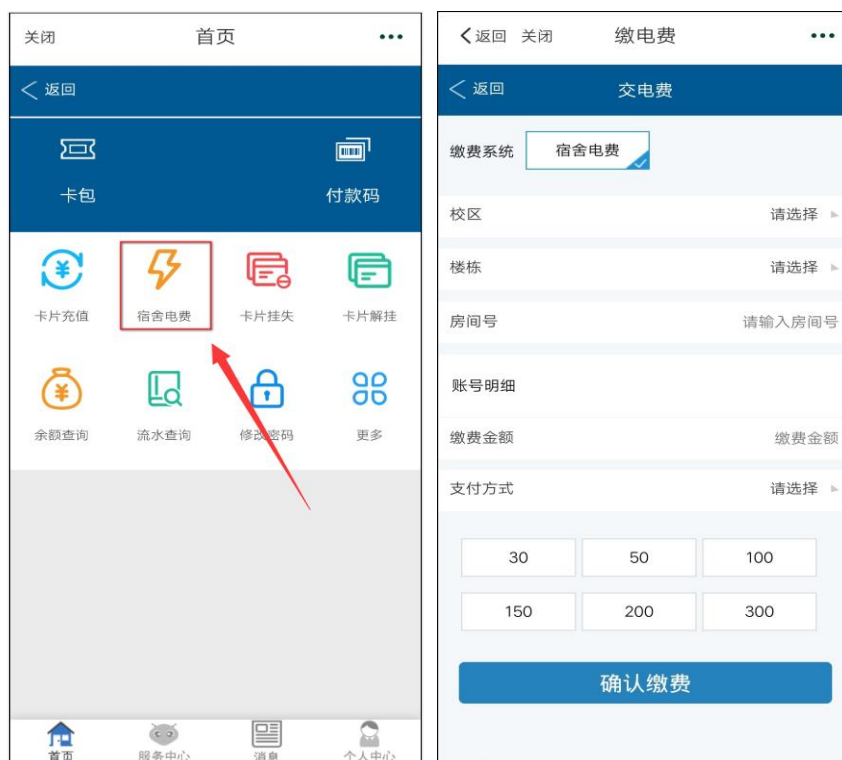 关闭 首页
返回
卡包 付款码
卡片充值 宿舍电费 卡片挂失 卡片解挂
余额查询 流水查询 修改密码 更多
首页 服务中心 消息 个人中心
返回 关闭 缴电费
返回 交电费
缴费系统 宿舍电费
校区 请选择
楼栋 请选择
房间号 请输入房间号
账号明细
缴费金额 缴费金额
支付方式 请选择
30 50 100
150 200 300
确认缴费